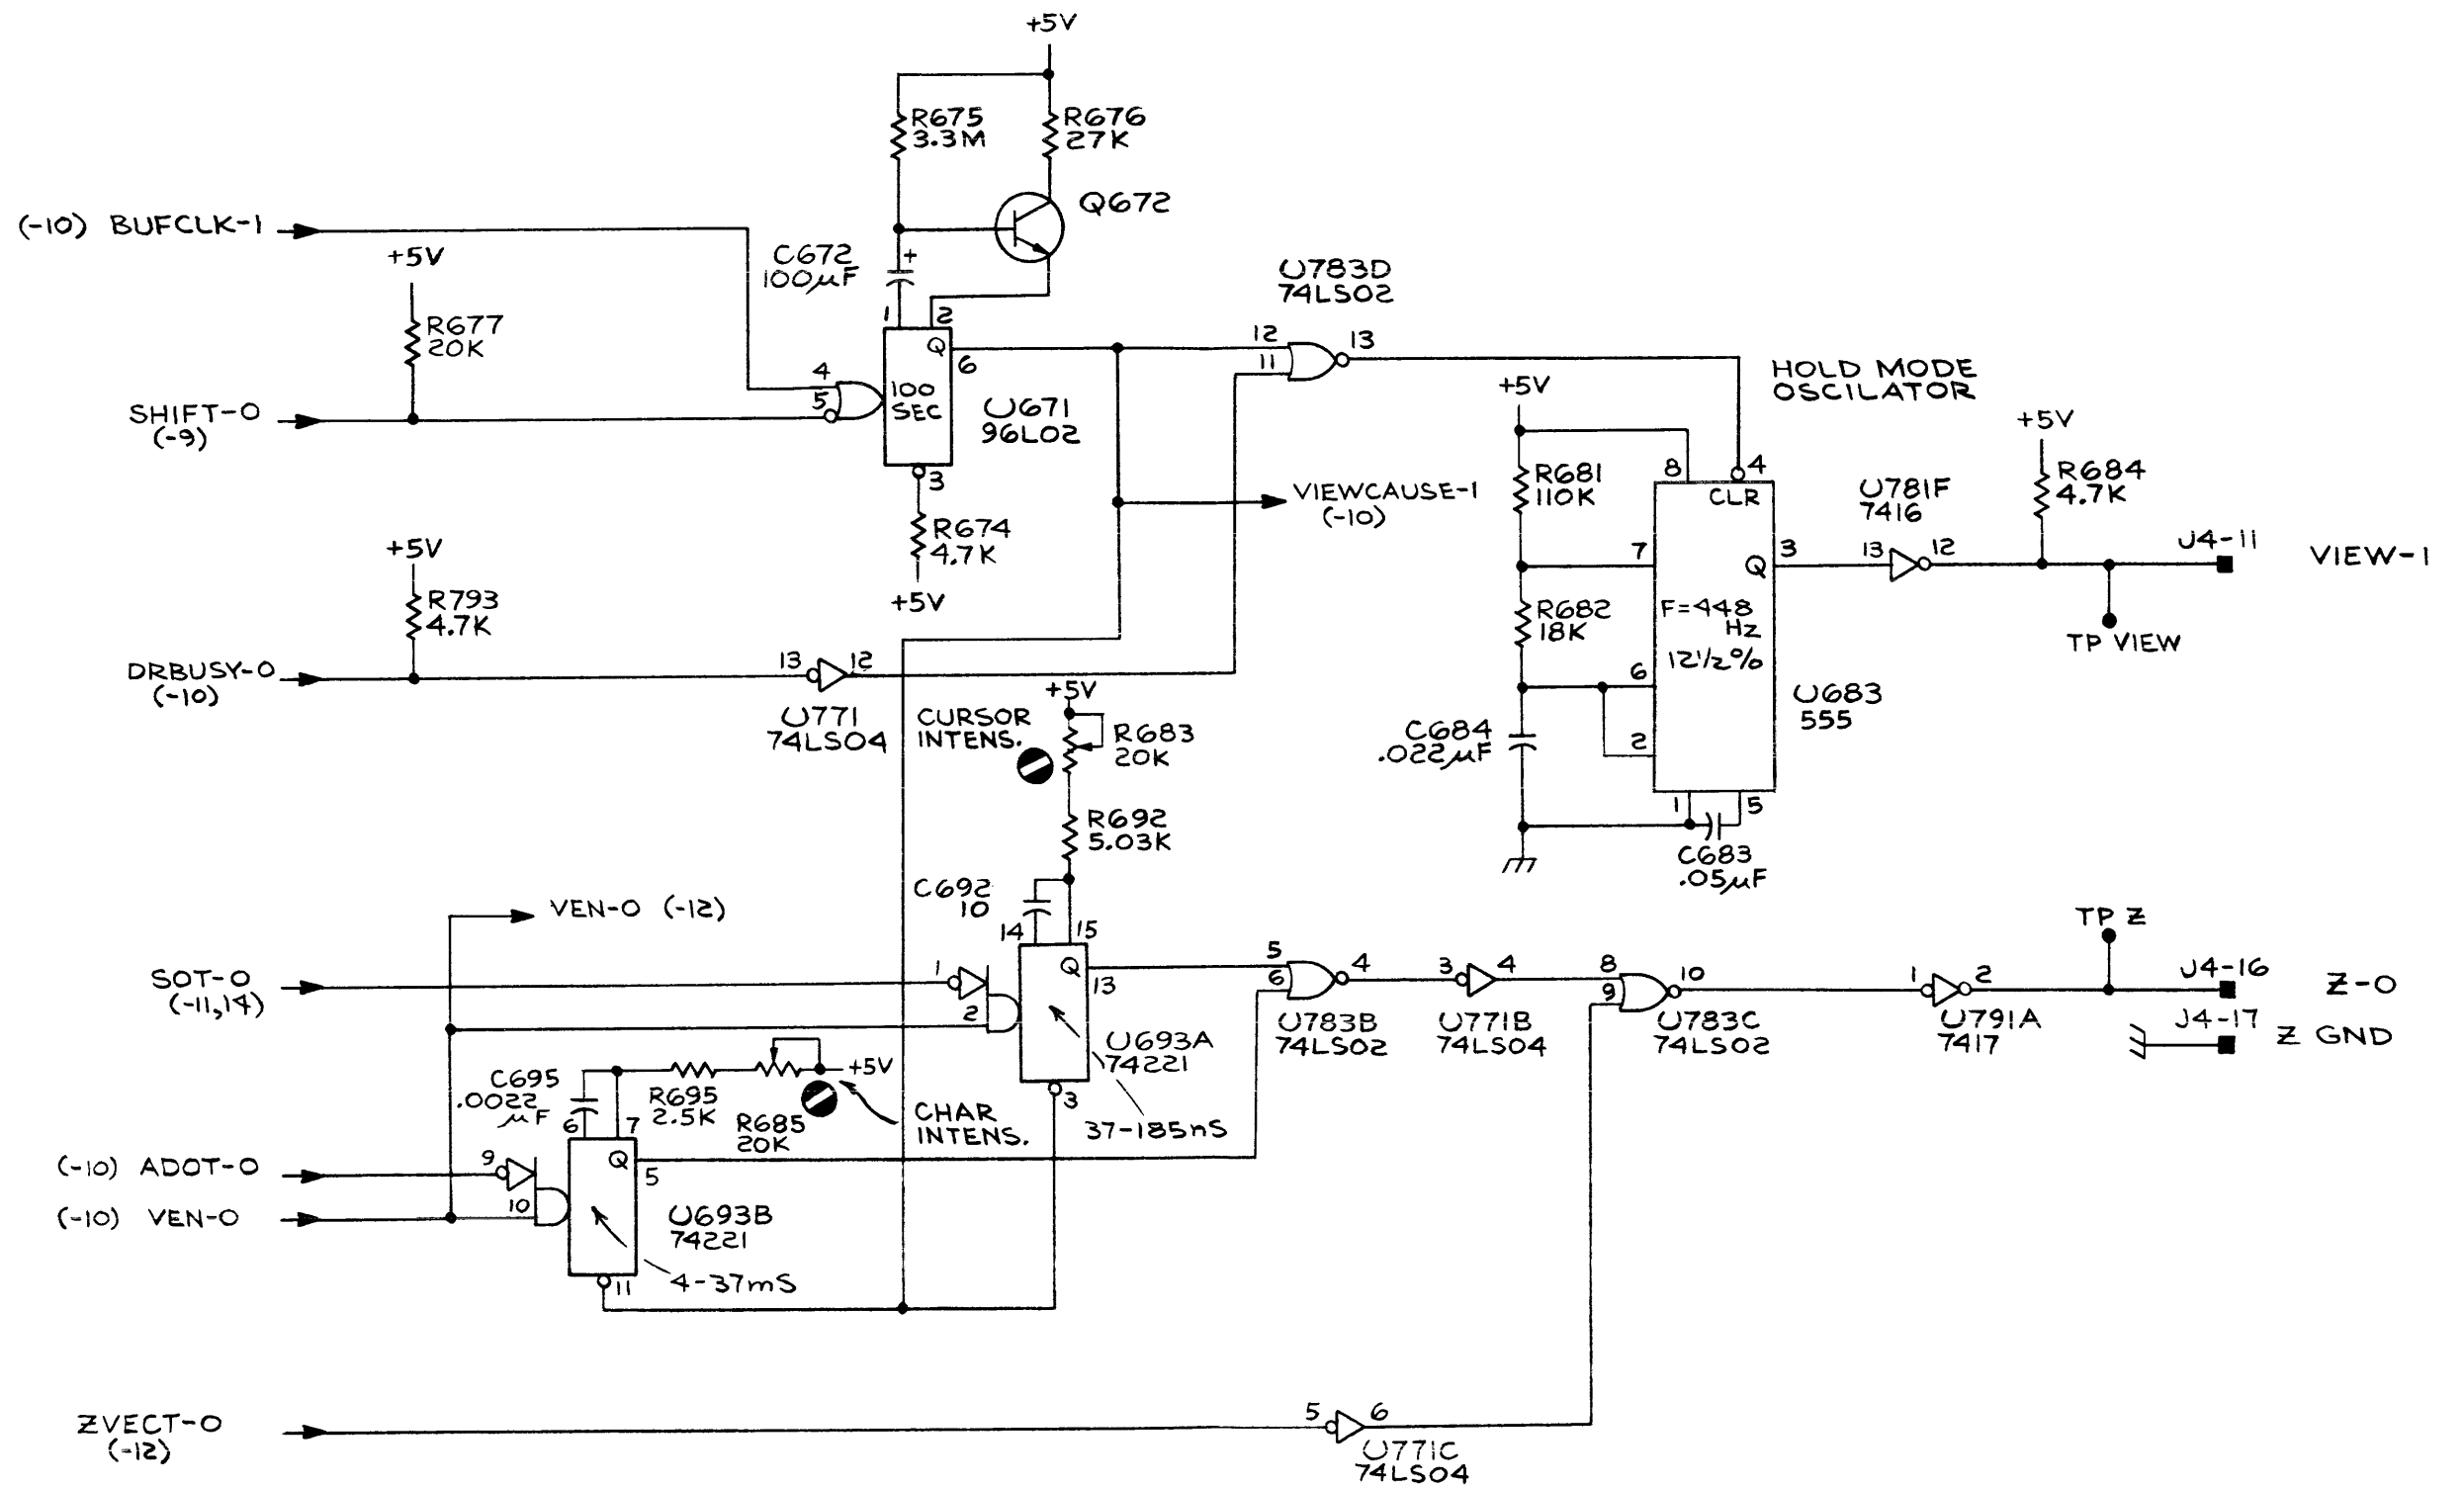 +5V
R675
3.3M
R676
27K
Q672
(-10) BUFCLK-1
+5V
C672
100µF
+
1
2
R677
20K
SHIFT-0
(-9)
4
5
100
SEC
Q
6
U671
96L02
3
R674
4.7K
+5V
U783D
74LS02
12
11
13
VIEWCAUSE-1
(-10)
HOLD MODE
OSCILATOR
+5V
R681
110K
8
4
CLR
7
Q
3
R682
18K
F=448
Hz
12½%
6
2
U683
555
C684
.022µF
1
5
C683
.05µF
U781F
7416
13
12
+5V
R684
4.7K
J4-11
VIEW-1
TP VIEW
+5V
R793
4.7K
DRBUSY-0
(-10)
13
12
U771
74LS04
CURSOR
INTENS.
+5V
R683
20K
R692
5.03K
C692
10
14
15
VEN-0 (-12)
SOT-0
(-11,14)
1
2
Q
13
U693A
74221
3
37-185nS
5
6
4
U783B
74LS02
3
4
U771B
74LS04
8
9
10
U783C
74LS02
1
2
U791A
7417
TP Z
J4-16
Z-0
J4-17
Z GND
C695
.0022
µF
R695
2.5K
R685
20K
+5V
CHAR
INTENS.
6
7
(-10) ADOT-0
9
(-10) VEN-0
10
Q
5
U693B
74221
11
4-37mS
ZVECT-0
(-12)
5
6
U771C
74LS04